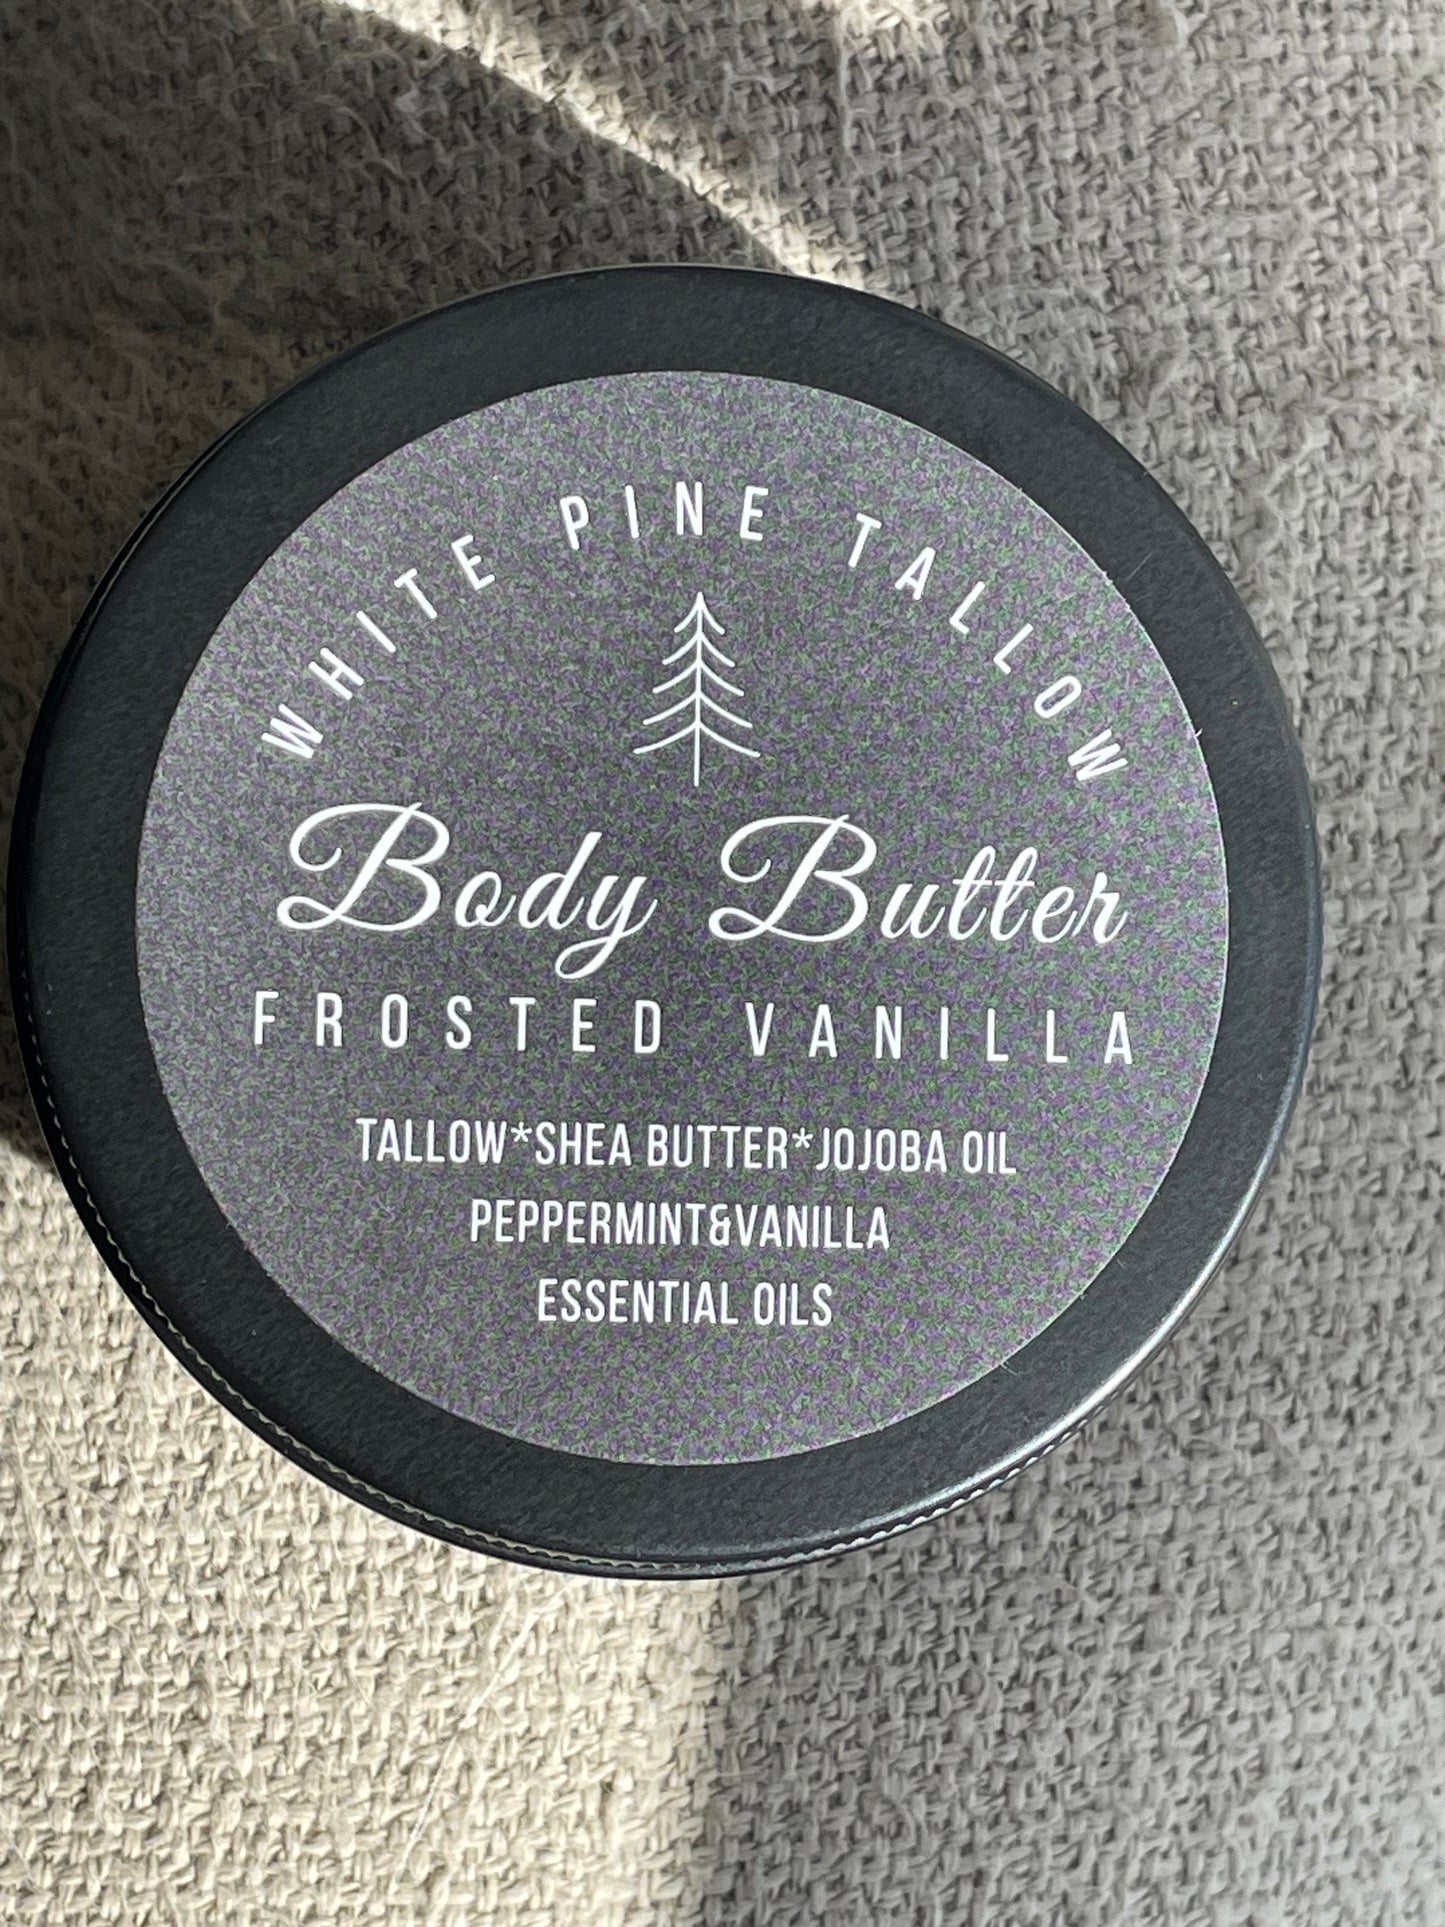 WHITE PINE TALLOW
Body Butter
FROSTED VANILLA
TALLOW*SHEA BUTTER*JOJOBA OIL
PEPPERMINT&VANILLA
ESSENTIAL OILS